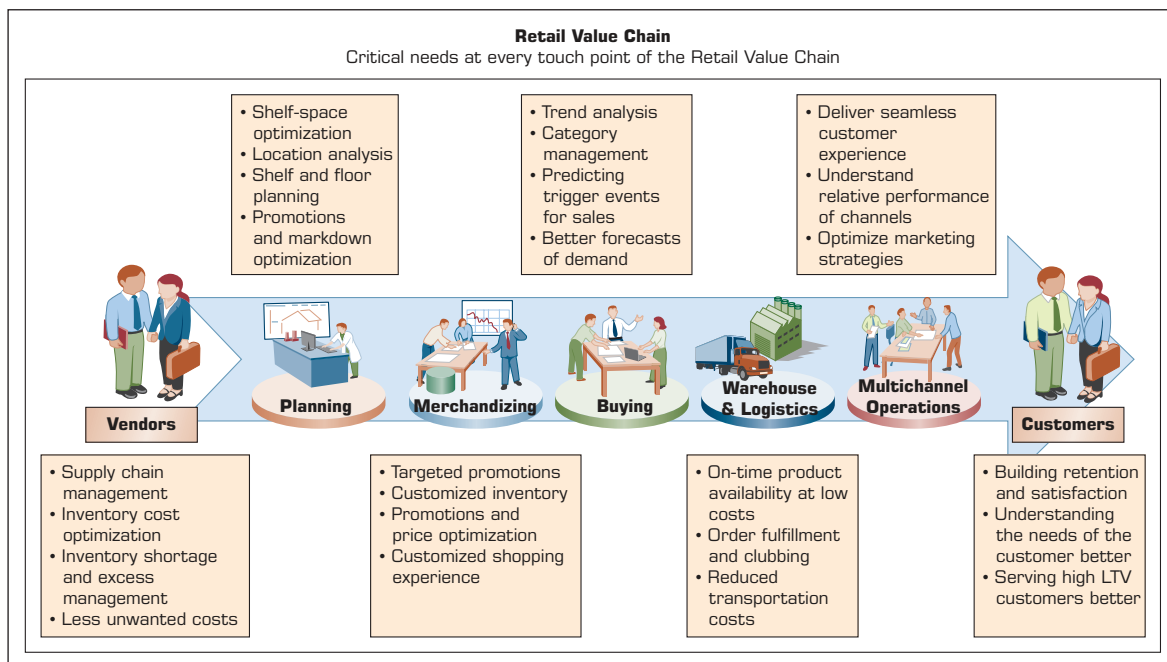 Retail Value Chain
Critical needs at every touch point of the Retail Value Chain
• Shelf-space
optimization
• Location analysis
• Shelf and floor
planning
• Promotions
and markdown
optimization
• Trend analysis
• Category
management
• Predicting
trigger events
for sales
• Better forecasts
of demand
• Deliver seamless
customer
experience
• Understand
relative performance
of channels
• Optimize marketing
strategies
Vendors
Planning
Merchandizing
Buying
Warehouse
& Logistics
Multichannel
Operations
Customers
• Supply chain
management
• Inventory cost
optimization
• Inventory shortage
and excess
management
• Less unwanted costs
• Targeted promotions
• Customized inventory
• Promotions and
price optimization
• Customized shopping
experience
• On-time product
availability at low
costs
• Order fulfillment
and clubbing
• Reduced
transportation
costs
• Building retention
and satisfaction
• Understanding
the needs of the
customer better
• Serving high LTV
customers better